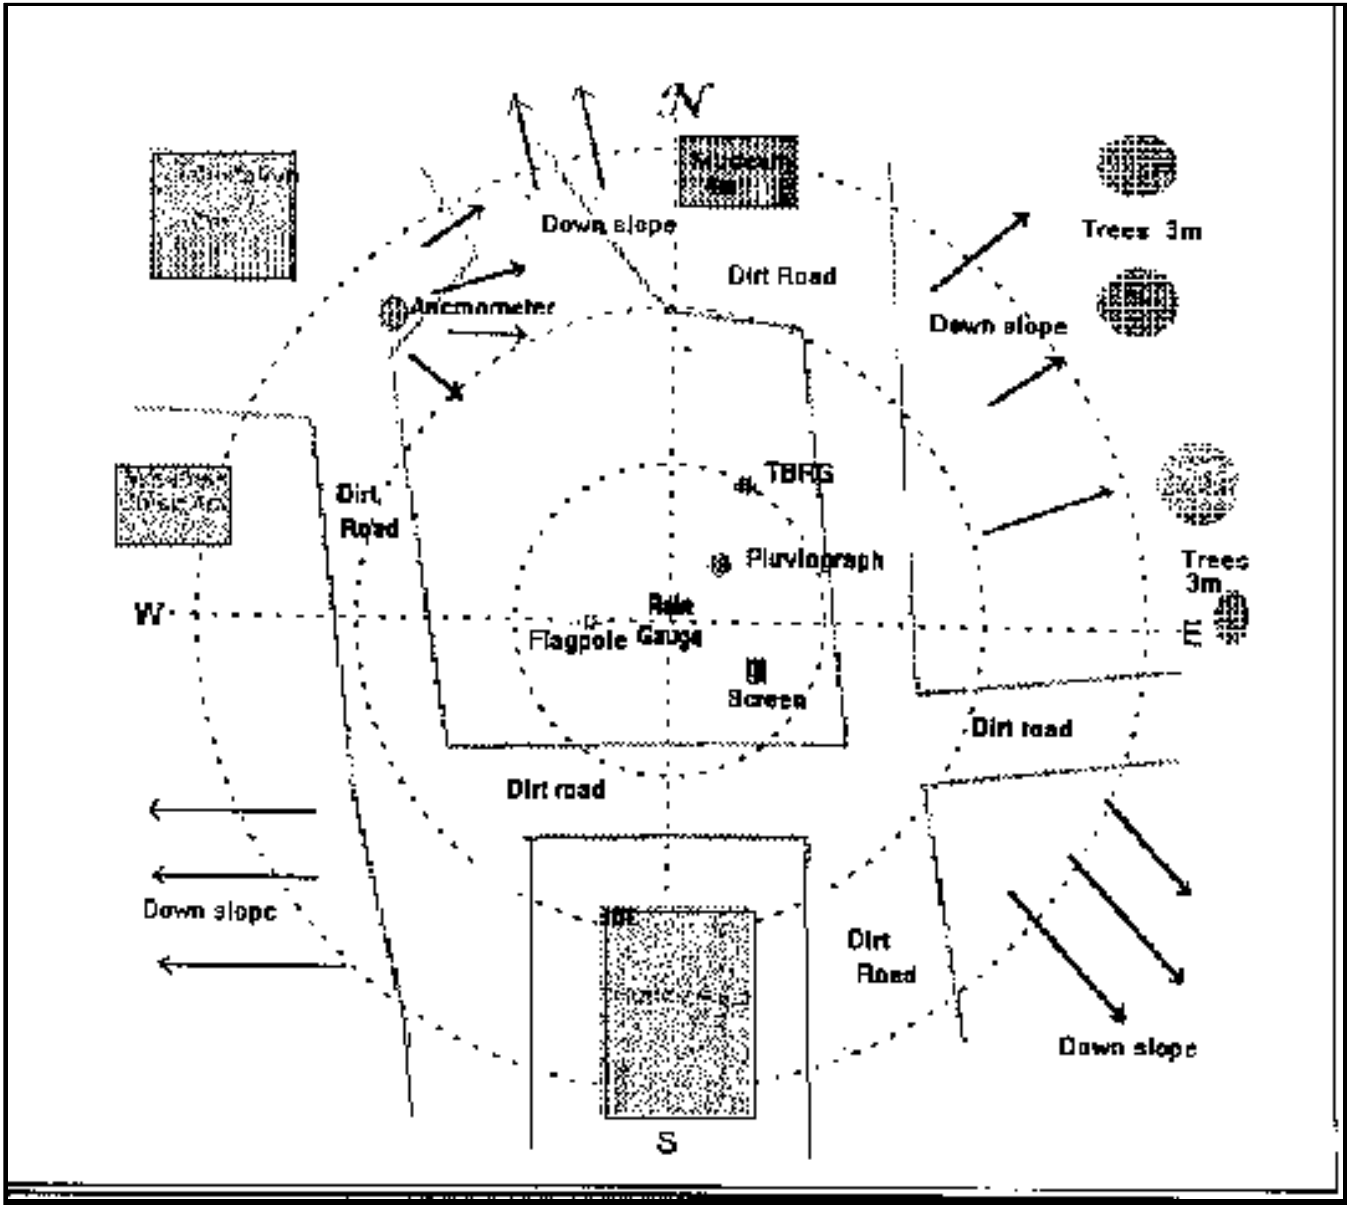 N
Museum
Trees 3m
Down slope
Dirt Road
Anemometer
Down slope
TBRG
Dirt
Road
Pluviograph
Trees
3m
Rain
Gauge
W
E
Flagpole
Screen
Dirt road
Dirt road
Down slope
Dirt
Road
Down slope
S